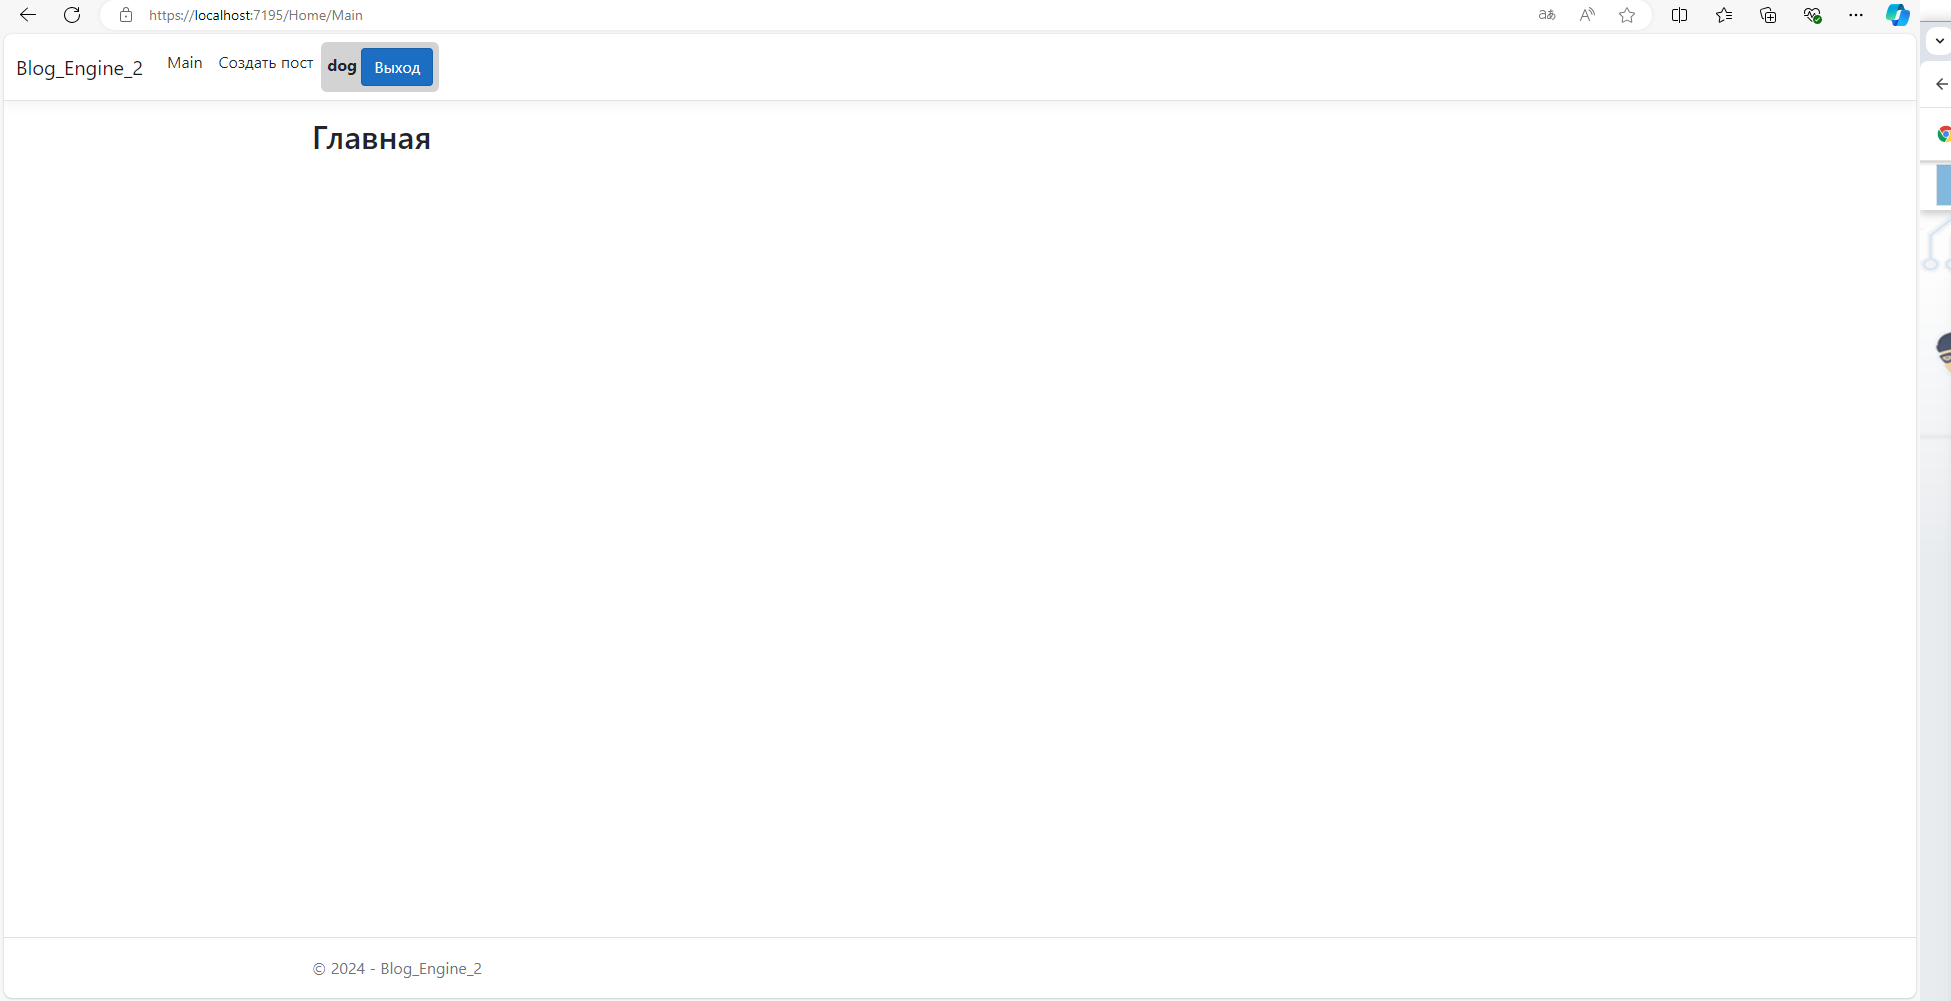 https://localhost:7195/Home/Main
Blog_Engine_2 Main Создать пост dog Выход
Главная
© 2024 - Blog_Engine_2